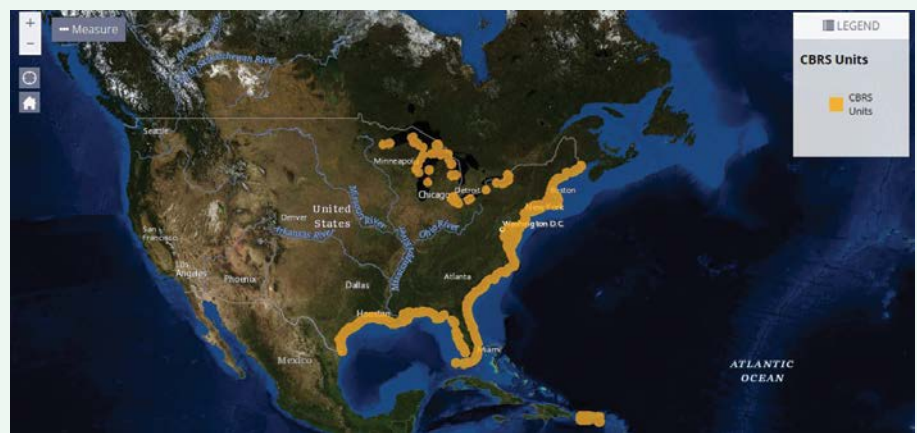 +
−
Measure
LEGEND
CBRS Units
CBRS
Units
Saskatchewan River
Seattle
Minneapolis
Chicago
Detroit
Boston
New York
Washington D.C.
United
States
Denver
Missouri River
Ohio River
Arkansas River
Mississippi
San
Francisco
Los
Angeles
Phoenix
Dallas
Atlanta
Houston
Miami
Mexico
ATLANTIC
OCEAN